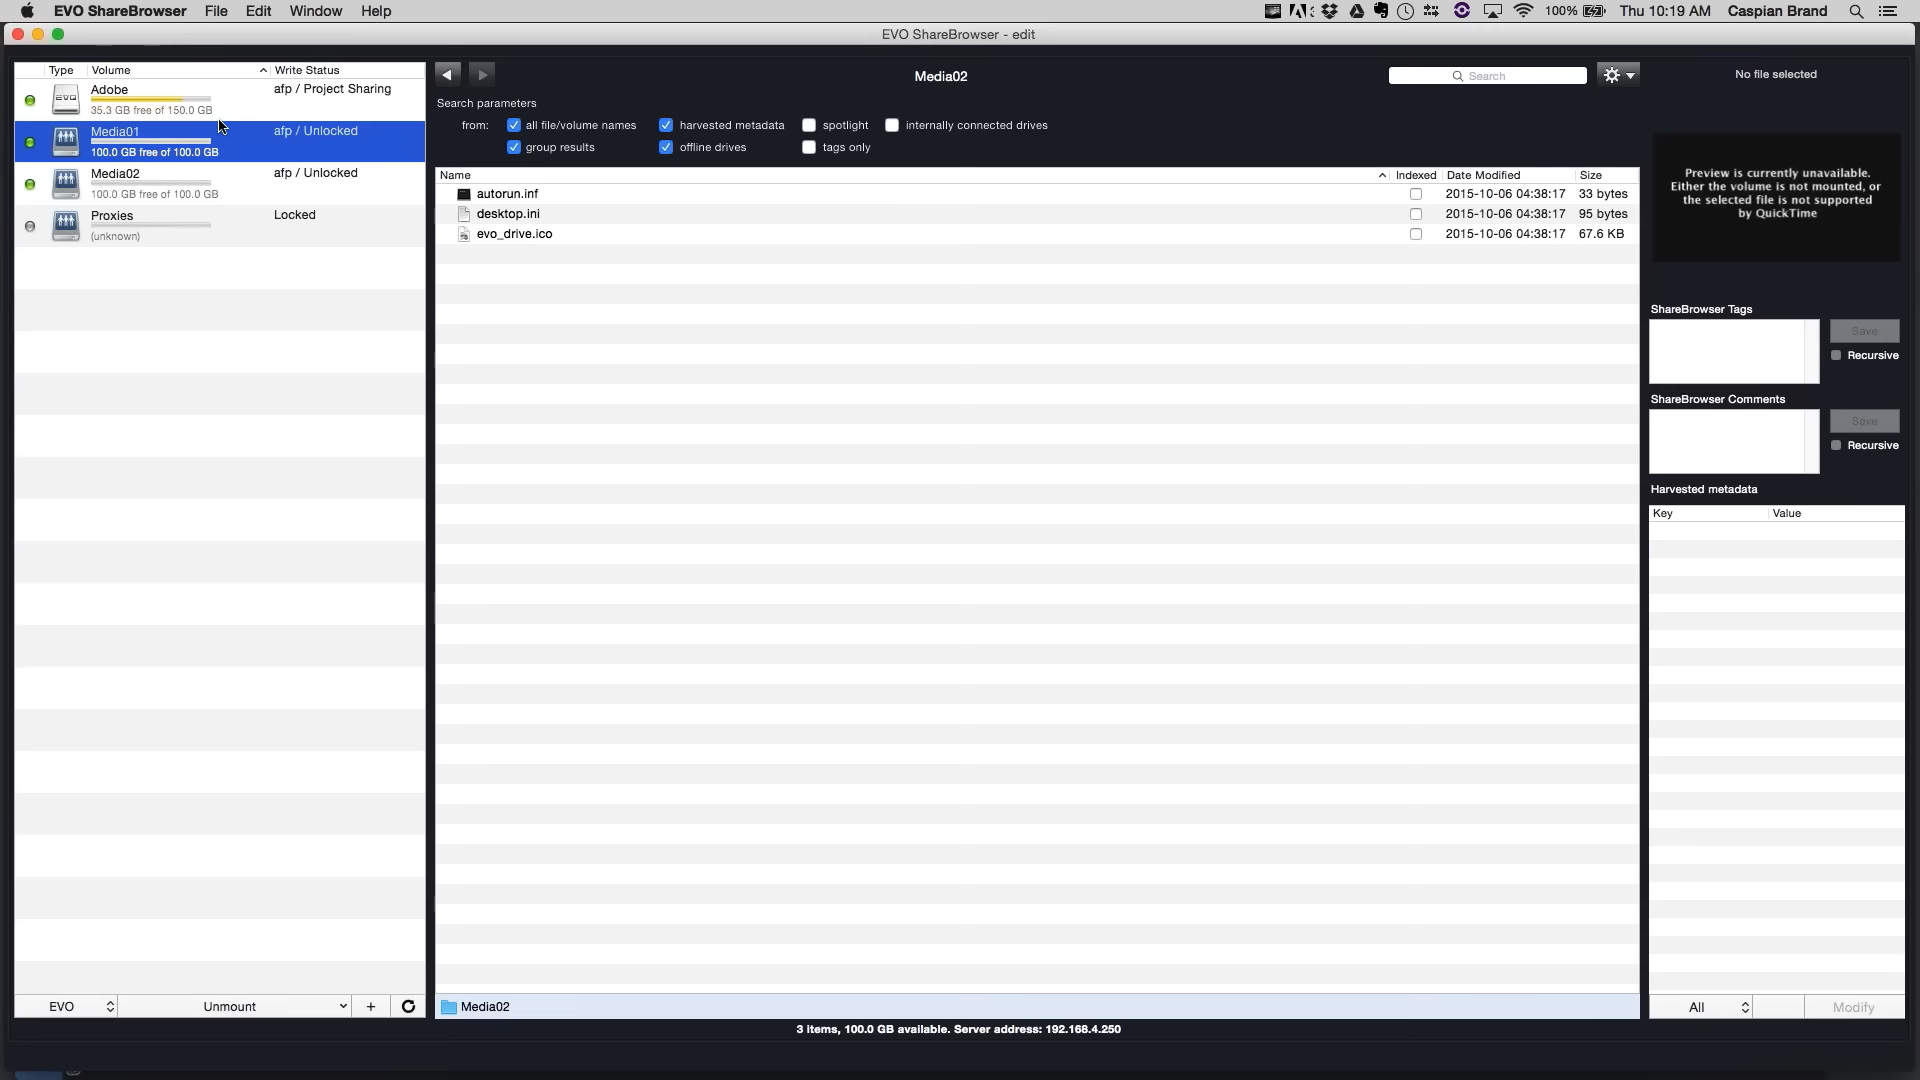 EVO ShareBrowser File Edit Window Help 100% Thu 10:19 AM Caspian Brand
EVO ShareBrowser - edit
Type Volume Write Status
Adobe afp / Project Sharing
35.3 GB free of 150.0 GB
Media01 afp / Unlocked
100.0 GB free of 100.0 GB
Media02 afp / Unlocked
100.0 GB free of 100.0 GB
Proxies Locked
(unknown)
EVO Unmount +
Media02
Search
Search parameters
from: all file/volume names harvested metadata spotlight internally connected drives
group results offline drives tags only
Name Indexed Date Modified Size
autorun.inf 2015-10-06 04:38:17 33 bytes
desktop.ini 2015-10-06 04:38:17 95 bytes
evo_drive.ico 2015-10-06 04:38:17 67.6 KB
Media02
3 items, 100.0 GB available. Server address: 192.168.4.250
No file selected
Preview is currently unavailable.
Either the volume is not mounted, or
the selected file is not supported
by QuickTime
ShareBrowser Tags
Save
Recursive
ShareBrowser Comments
Save
Recursive
Harvested metadata
Key Value
All Modify